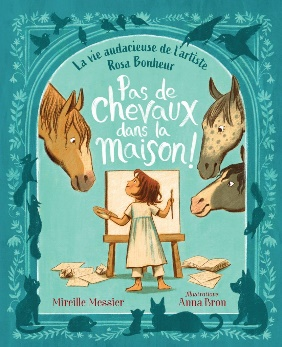 La vie audacieuse de l'artiste
Rosa Bonheur
Pas de
chevaux
dans la
maison!
Mireille Messier
Illustrations
Anna Bron